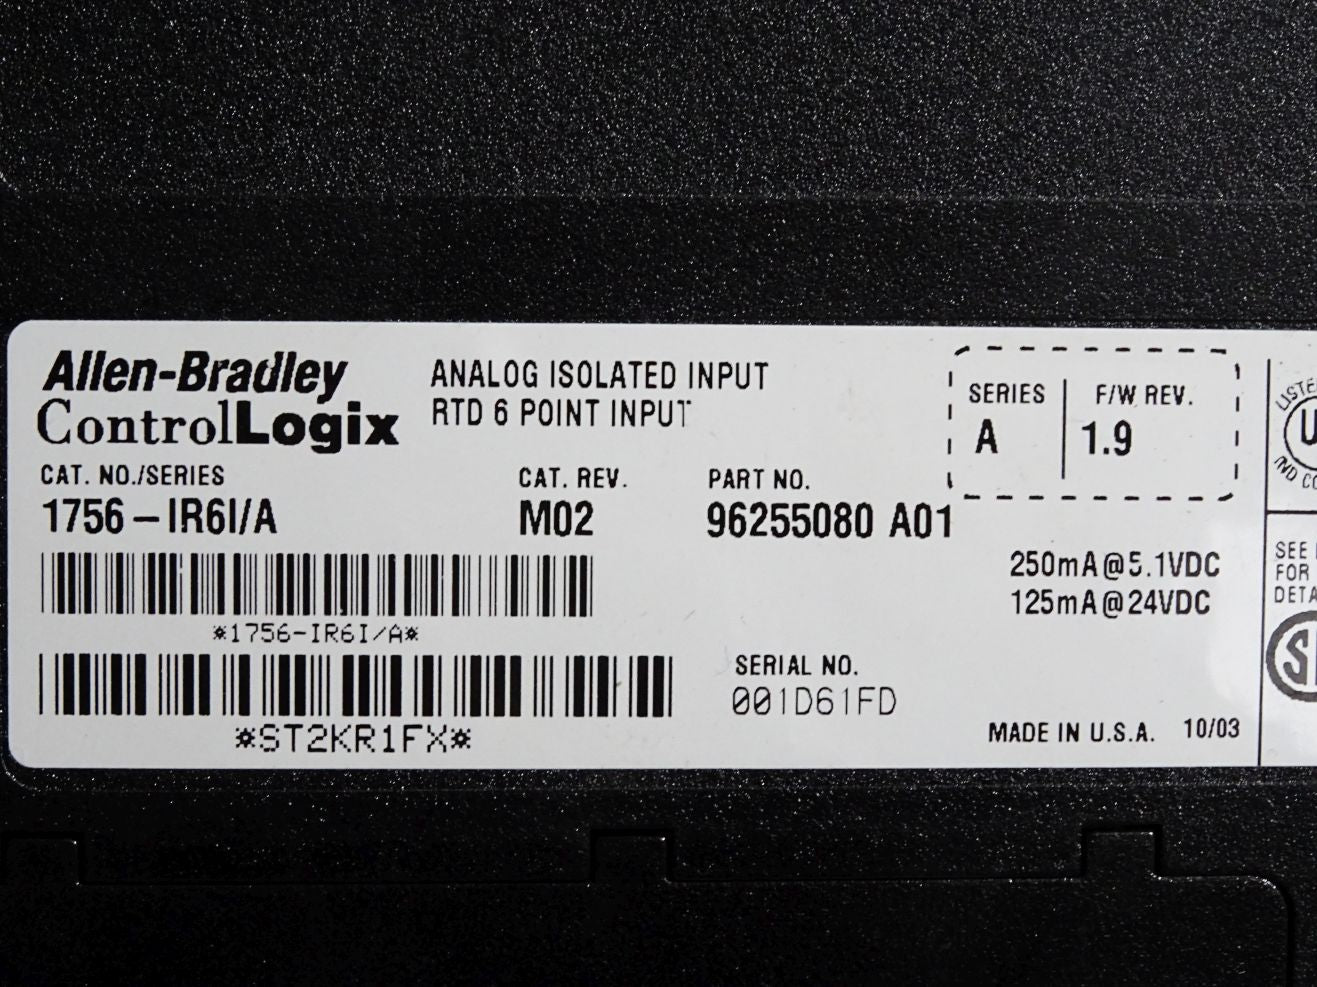 Allen-Bradley
ControlLogix
ANALOG ISOLATED INPUT
RTD 6 POINT INPUT
SERIES
A
F/W REV.
1.9
CAT. NO./SERIES
1756-IR6I/A
CAT. REV.
M02
PART NO.
96255080 A01
250mA@5.1VDC
125mA@24VDC
*1756-IR6I/A*
SERIAL NO.
001D61FD
*ST2KR1FX*
MADE IN U.S.A. 10/03
SEE
FOR